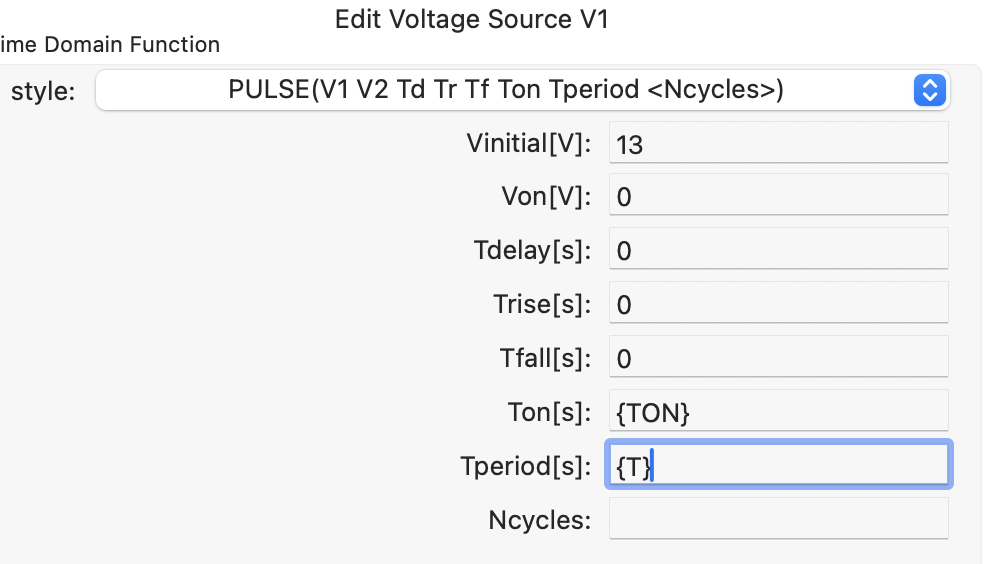 Edit Voltage Source V1
ime Domain Function
style: PULSE(V1 V2 Td Tr Tf Ton Tperiod <Ncycles>)
Vinitial[V]: 13
Von[V]: 0
Tdelay[s]: 0
Trise[s]: 0
Tfall[s]: 0
Ton[s]: {TON}
Tperiod[s]: {T}
Ncycles: